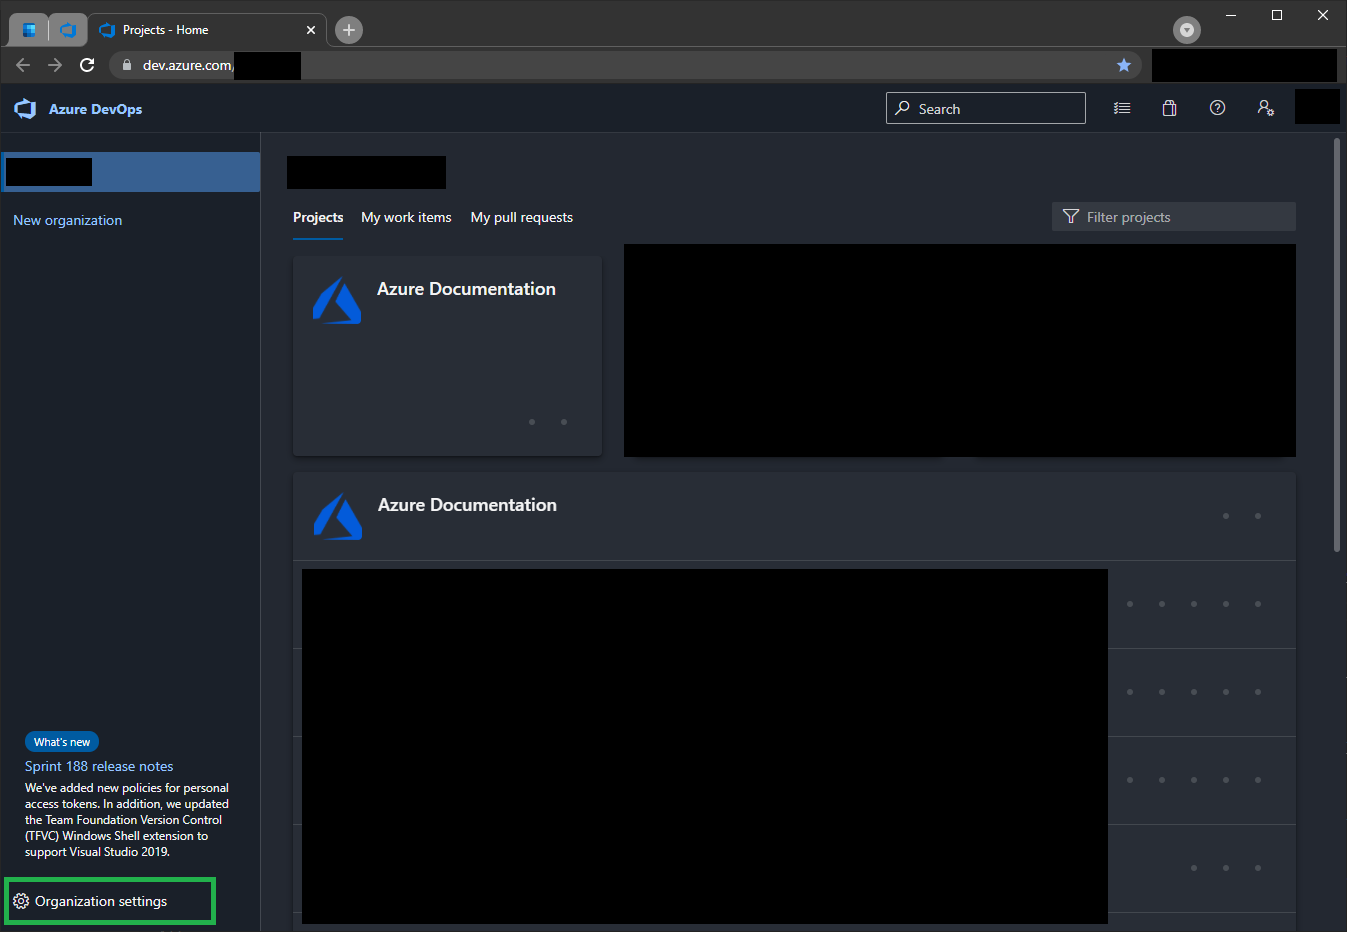 Projects - Home
dev.azure.com/
Azure DevOps
Search
New organization
Projects
My work items
My pull requests
Filter projects
Azure Documentation
Azure Documentation
What's new
Sprint 188 release notes
We've added new policies for personal
access tokens. In addition, we updated
the Team Foundation Version Control
(TFVC) Windows Shell extension to
support Visual Studio 2019.
Organization settings